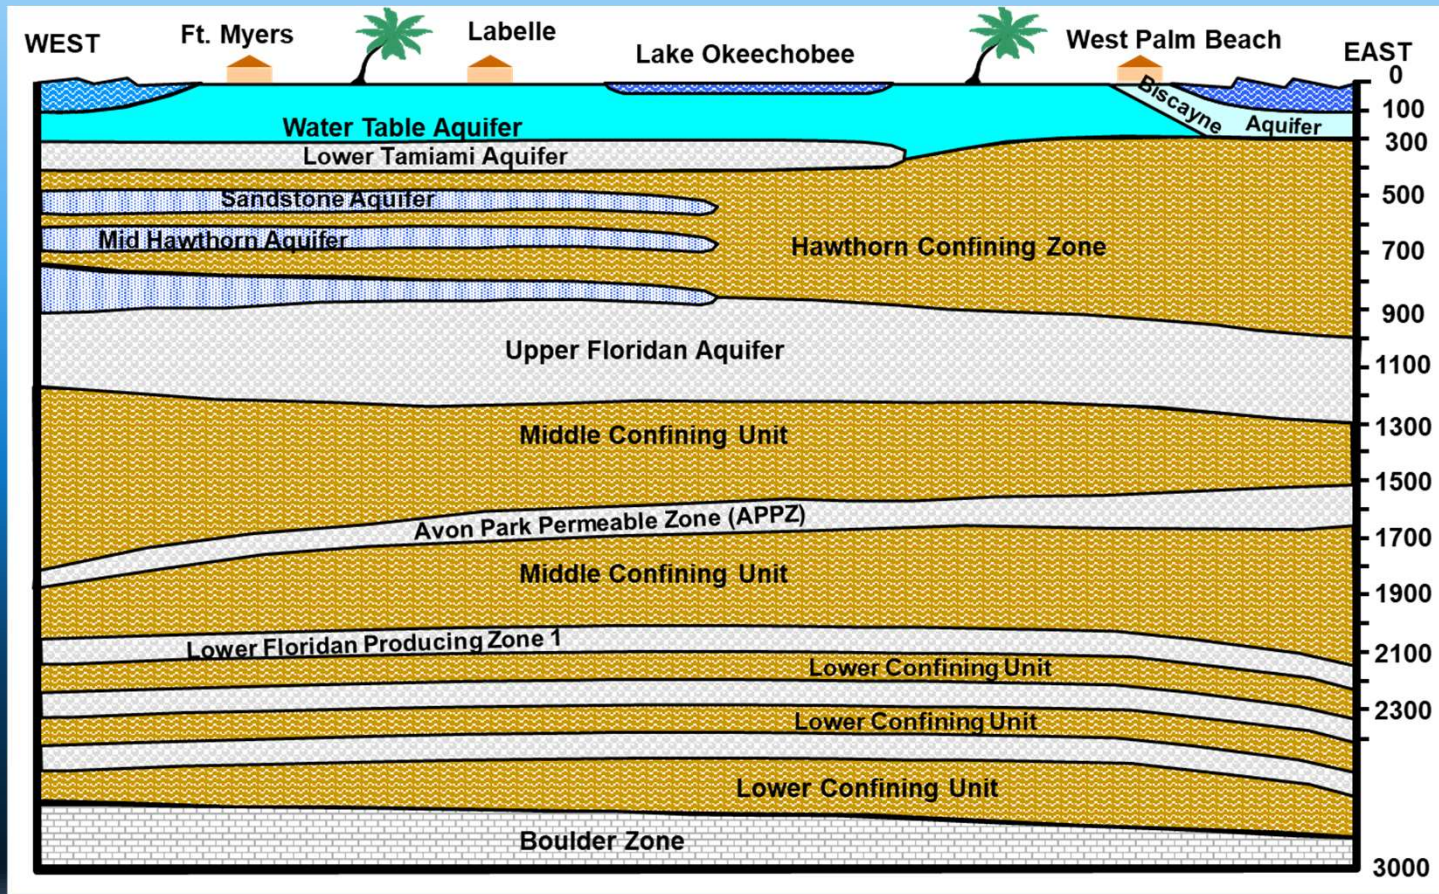 WEST
Ft. Myers
Labelle
Lake Okeechobee
West Palm Beach
EAST
0
100
300
500
700
900
1100
1300
1500
1700
1900
2100
2300
3000
Biscayne
Aquifer
Water Table Aquifer
Lower Tamiami Aquifer
Sandstone Aquifer
Mid Hawthorn Aquifer
Hawthorn Confining Zone
Upper Floridan Aquifer
Middle Confining Unit
Avon Park Permeable Zone (APPZ)
Middle Confining Unit
Lower Floridan Producing Zone 1
Lower Confining Unit
Lower Confining Unit
Lower Confining Unit
Boulder Zone